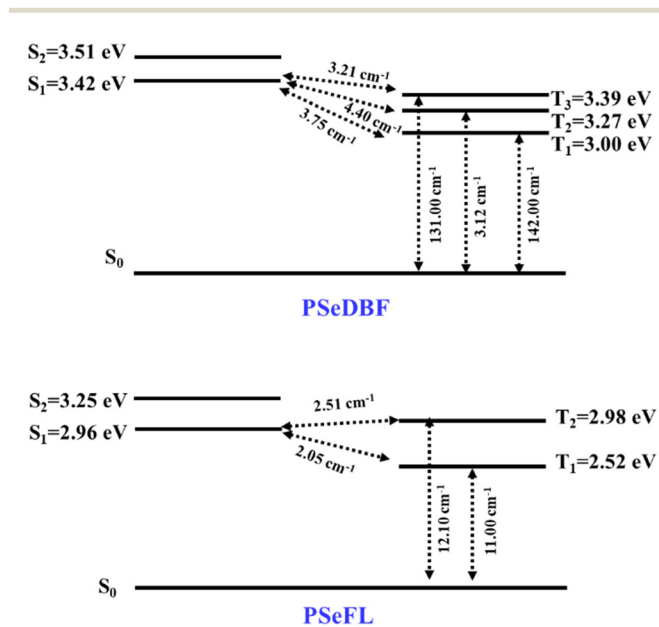 S₂=3.51 eV
S₁=3.42 eV
3.21 cm⁻¹
4.40 cm⁻¹
3.75 cm⁻¹
T₃=3.39 eV
T₂=3.27 eV
T₁=3.00 eV
131.00 cm⁻¹
3.12 cm⁻¹
142.00 cm⁻¹
S₀
PSeDBF
S₂=3.25 eV
S₁=2.96 eV
2.51 cm⁻¹
2.05 cm⁻¹
T₂=2.98 eV
T₁=2.52 eV
12.10 cm⁻¹
11.00 cm⁻¹
S₀
PSeFL